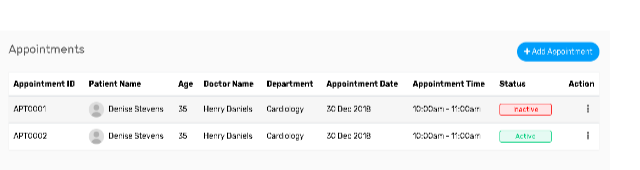 Appointments
+ Add Appointment
Appointment ID Patient Name Age Doctor Name Department Appointment Date Appointment Time Status Action
APT0001 Denise Stevens 35 Henry Daniels Cardiology 30 Dec 2018 10:00am - 11:00am Inactive
APT0002 Denise Stevens 35 Henry Daniels Cardiology 30 Dec 2018 10:00am - 11:00am Active